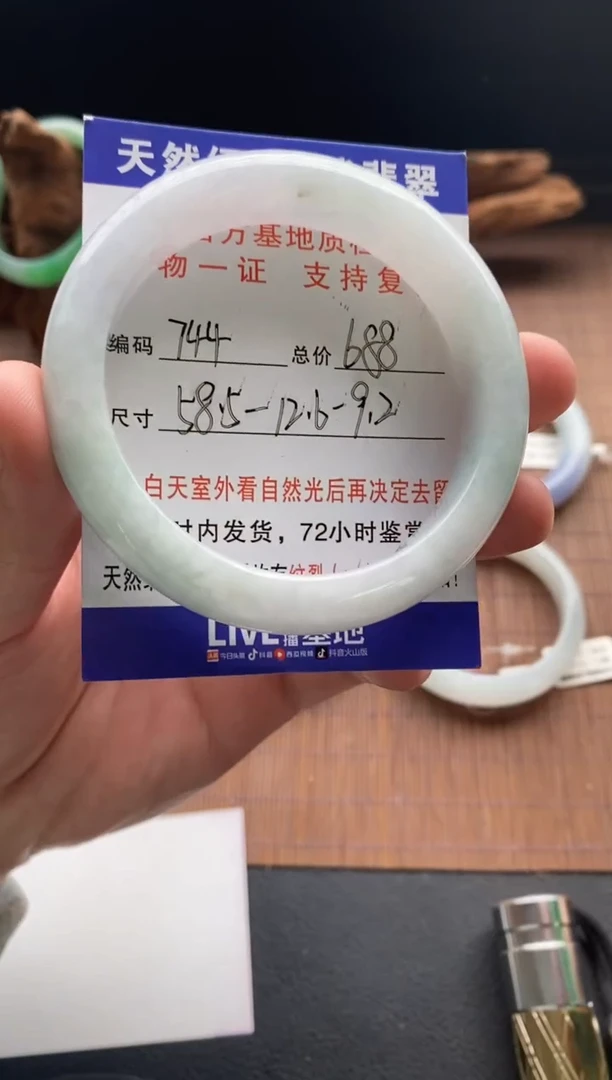 天然 翡翠
方基地质检
物一证 支持复
编码 744 总价 688
尺寸 58.5-12.6-9.2
白天室外看自然光后再决定去留
时内发货，72小时鉴赏
天然 纹裂
LIVE 播基地
今日头条 抖音 西瓜视频 抖音火山版